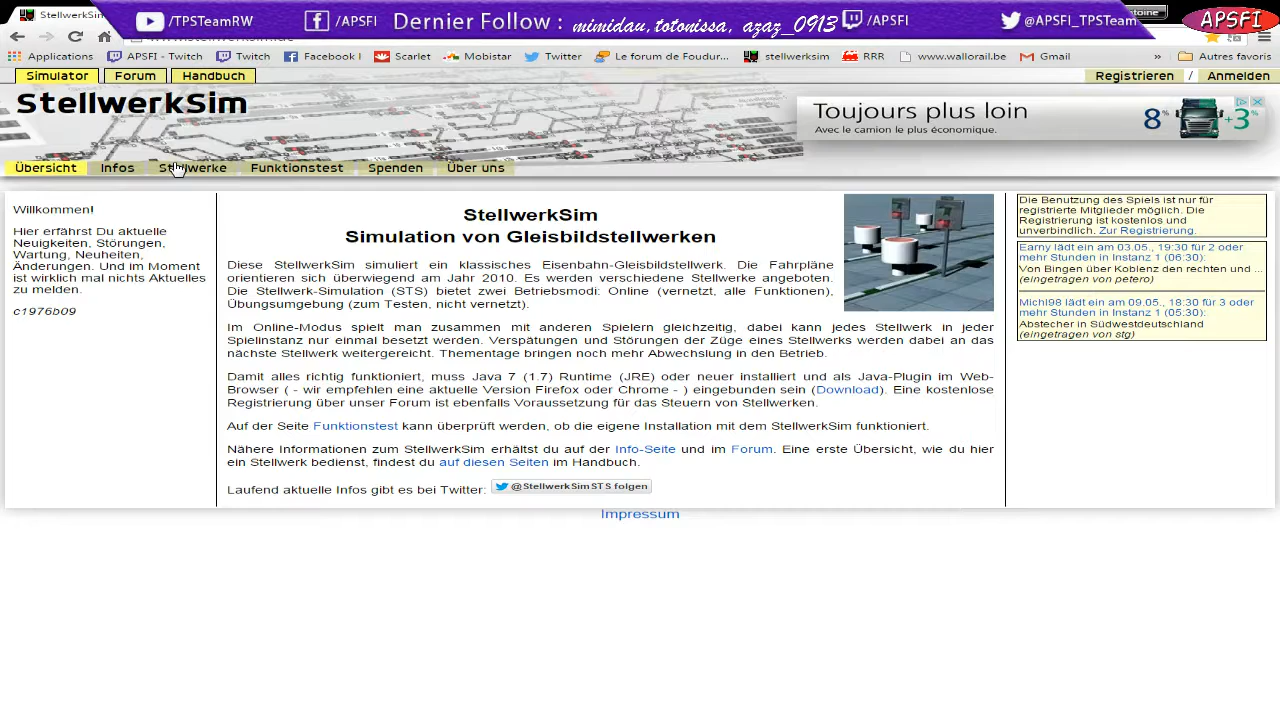 StellwerkSim
/TPSTeamRW
/APSFI
Dernier Follow :
mimidau, totonissa, azaz_0913
/APSFI
@APSFI_TPSTeam
APSFI
Applications
APSFI - Twitch
Twitch
Facebook
Scarlet
Mobistar
Twitter
Le forum de Foudur...
stellwerksim
RRR
www.wallorail.be
Gmail
»
Autres favoris
Simulator
Forum
Handbuch
Registrieren / Anmelden
StellwerkSim
Toujours plus loin
Avec le camion le plus économique.
8% +3%
Übersicht
Infos
Stellwerke
Funktionstest
Spenden
Über uns
Willkommen!
Hier erfährst Du aktuelle
Neuigkeiten, Störungen,
Wartung, Neuheiten,
Änderungen. Und im Moment
ist wirklich mal nichts Aktuelles
zu melden.
c1976b09
StellwerkSim
Simulation von Gleisbildstellwerken
Diese StellwerkSim simuliert ein klassisches Eisenbahn-Gleisbildstellwerk. Die Fahrpläne
orientieren sich überwiegend am Jahr 2010. Es werden verschiedene Stellwerke angeboten.
Die Stellwerk-Simulation (STS) bietet zwei Betriebsmodi: Online (vernetzt, alle Funktionen),
Übungsumgebung (zum Testen, nicht vernetzt).
Im Online-Modus spielt man zusammen mit anderen Spielern gleichzeitig, dabei kann jedes Stellwerk in jeder
Spielinstanz nur einmal besetzt werden. Verspätungen und Störungen der Züge eines Stellwerks werden dabei an das
nächste Stellwerk weitergereicht. Thementage bringen noch mehr Abwechslung in den Betrieb.
Damit alles richtig funktioniert, muss Java 7 (1.7) Runtime (JRE) oder neuer installiert und als Java-Plugin im Web-
Browser ( - wir empfehlen eine aktuelle Version Firefox oder Chrome - ) eingebunden sein (Download). Eine kostenlose
Registrierung über unser Forum ist ebenfalls Voraussetzung für das Steuern von Stellwerken.
Auf der Seite Funktionstest kann überprüft werden, ob die eigene Installation mit dem StellwerkSim funktioniert.
Nähere Informationen zum StellwerkSim erhältst du auf der Info-Seite und im Forum. Eine erste Übersicht, wie du hier
ein Stellwerk bedienst, findest du auf diesen Seiten im Handbuch.
Laufend aktuelle Infos gibt es bei Twitter: @StellwerkSimSTS folgen
Die Benutzung des Spiels ist nur für
registrierte Mitglieder möglich. Die
Registrierung ist kostenlos und
unverbindlich. Zur Registrierung.
Earny lädt ein am 03.05., 19:30 für 2 oder
mehr Stunden in Instanz 1 (06:30):
Von Bingen über Koblenz den rechten und ...
(eingetragen von petero)
Michl98 lädt ein am 09.05., 18:30 für 3 oder
mehr Stunden in Instanz 1 (05:30):
Abstecher in Südwestdeutschland
(eingetragen von stg)
Impressum